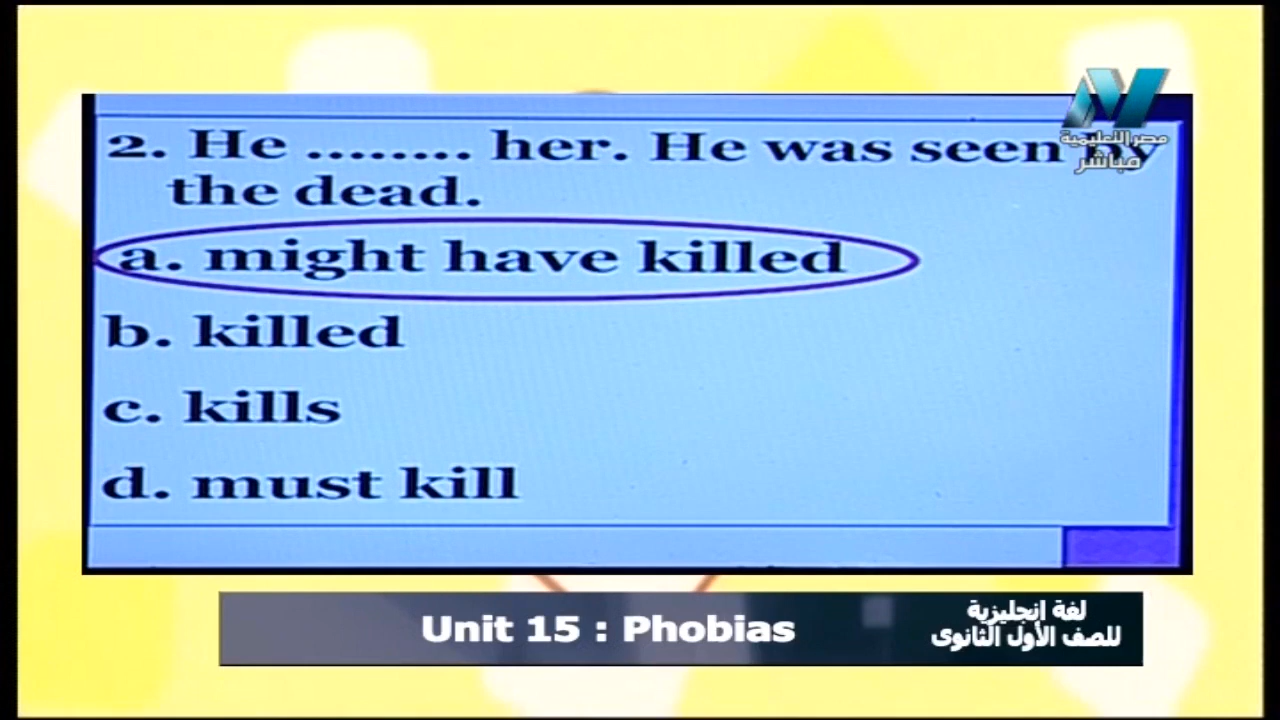 2. He ........ her. He was seen by
the dead.
a. might have killed
b. killed
c. kills
d. must kill
مصر التعليمية
مباشر
Unit 15 : Phobias
لغة إنجليزية
للصف الأول الثانوى